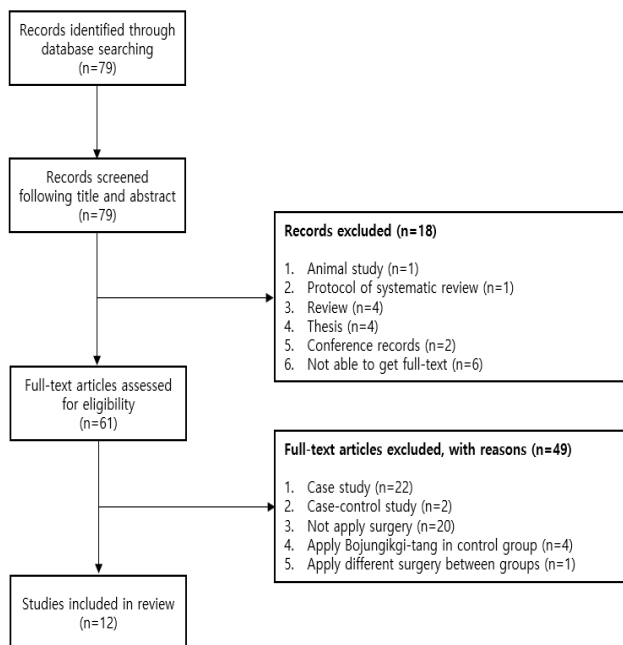 Records identified through
database searching
(n=79)
Records screened
following title and abstract
(n=79)
Records excluded (n=18)
1. Animal study (n=1)
2. Protocol of systematic review (n=1)
3. Review (n=4)
4. Thesis (n=4)
5. Conference records (n=2)
6. Not able to get full-text (n=6)
Full-text articles assessed
for eligibility
(n=61)
Full-text articles excluded, with reasons (n=49)
1. Case study (n=22)
2. Case-control study (n=2)
3. Not apply surgery (n=20)
4. Apply Bojungikgi-tang in control group (n=4)
5. Apply different surgery between groups (n=1)
Studies included in review
(n=12)